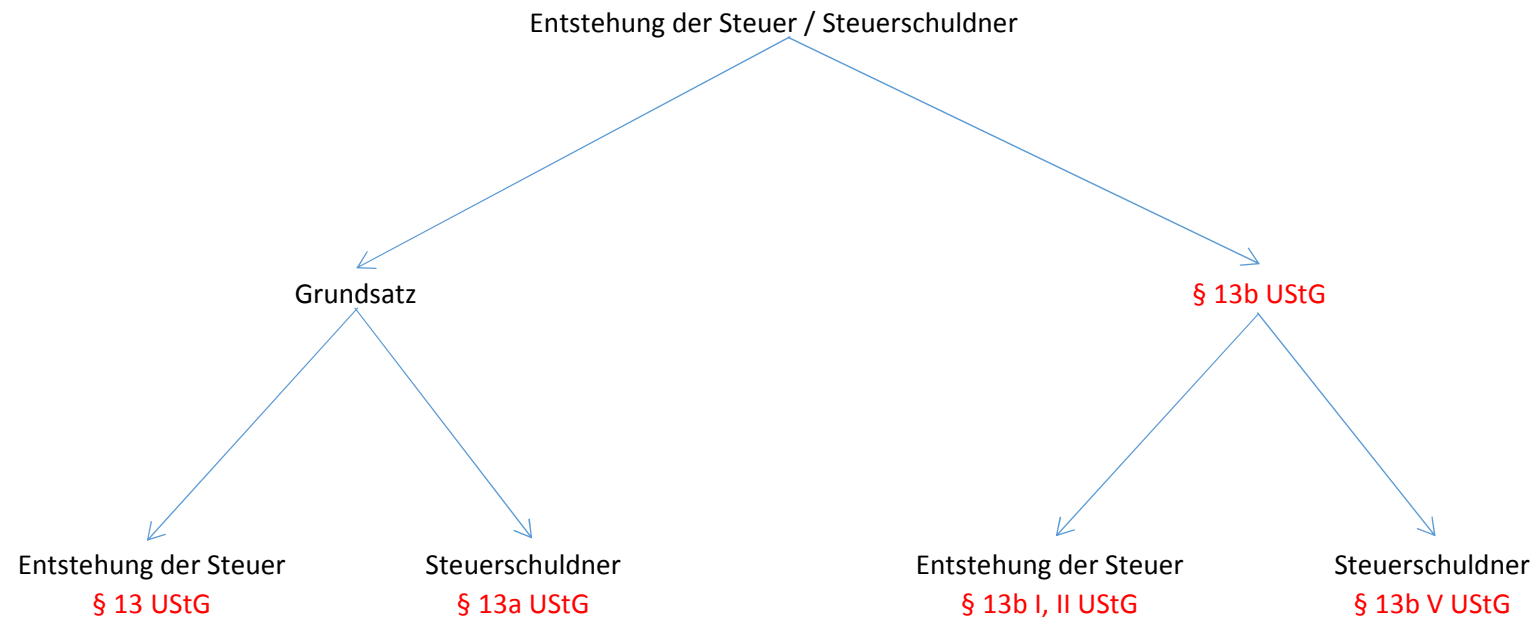 Entstehung der Steuer / Steuerschuldner
Grundsatz
§ 13b UStG
Entstehung der Steuer
§ 13 UStG
Steuerschuldner
§ 13a UStG
Entstehung der Steuer
§ 13b I, II UStG
Steuerschuldner
§ 13b V UStG